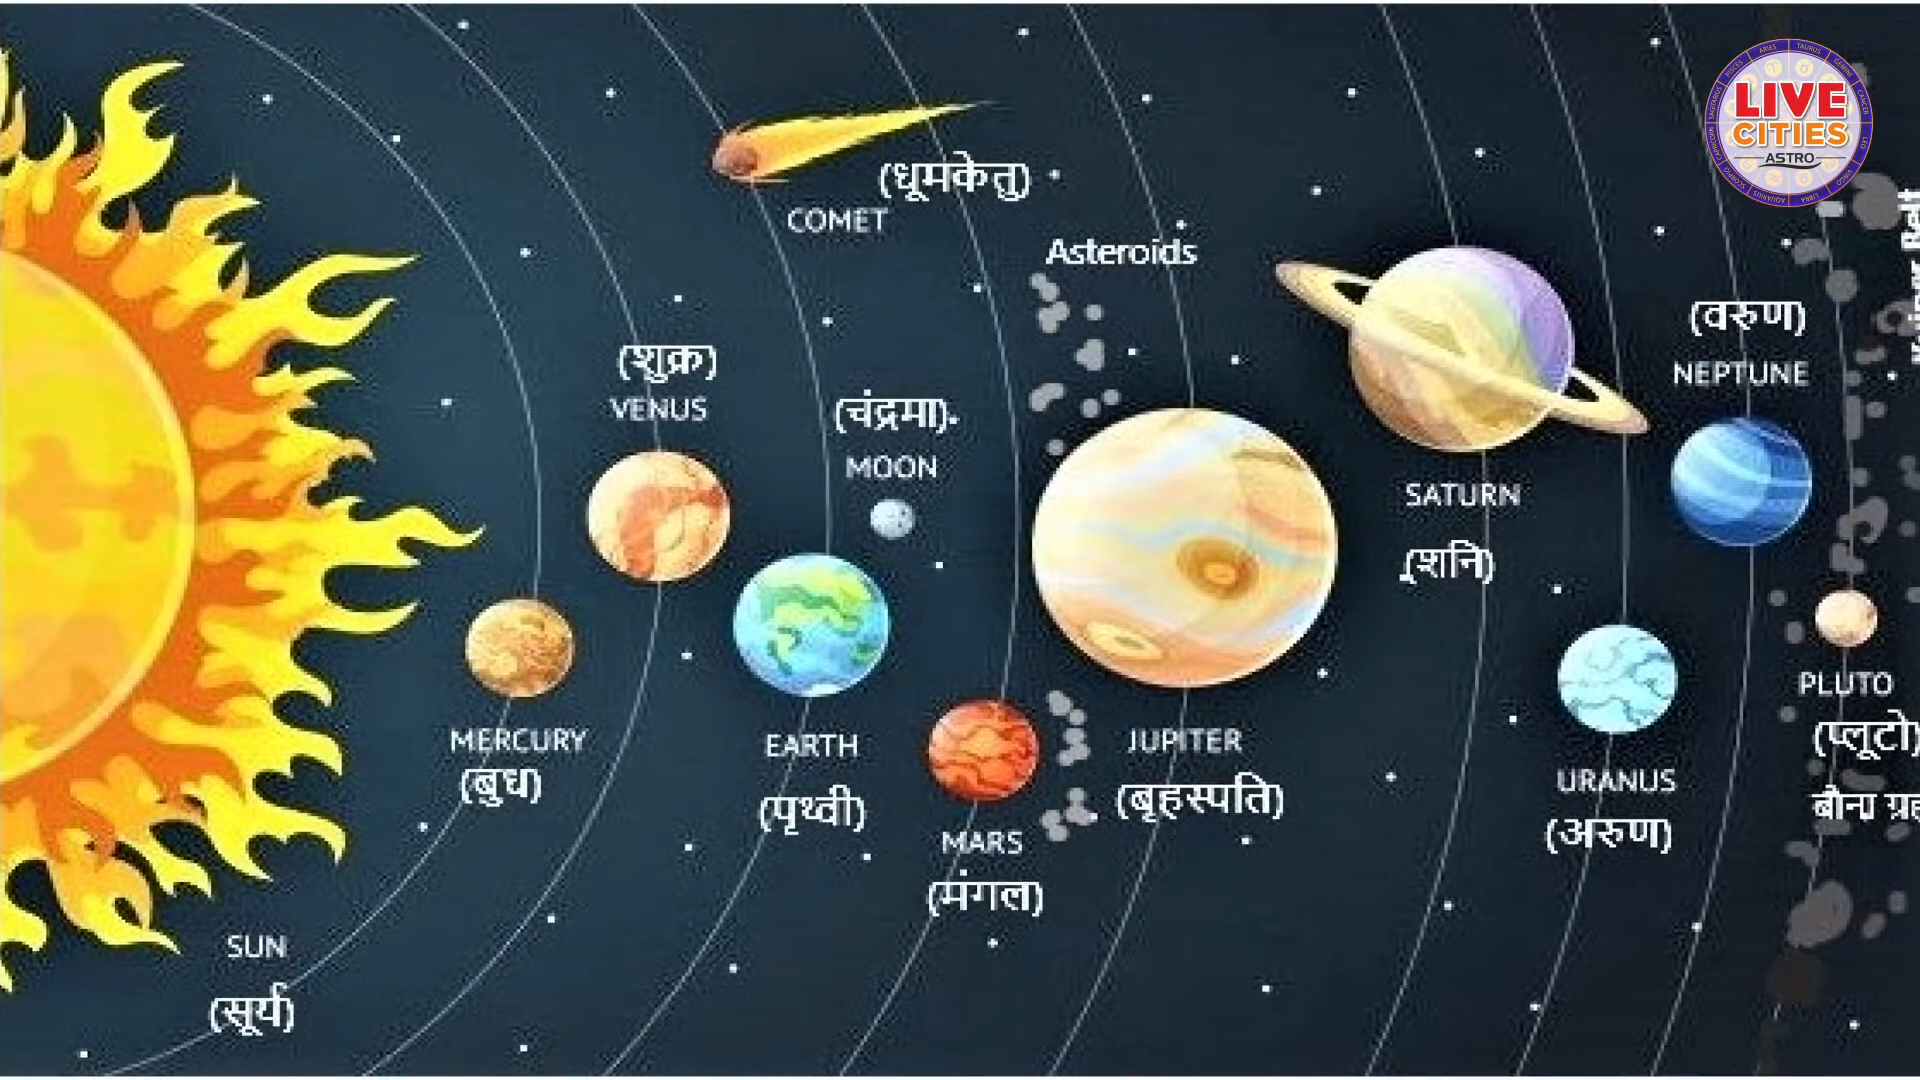 LIVE
CITIES
ASTRO
(धूमकेतु)
COMET
Asteroids
(वरुण)
NEPTUNE
(शुक्र)
VENUS
(चंद्रमा)
MOON
SATURN
(शनि)
MERCURY
(बुध)
EARTH
(पृथ्वी)
JUPITER
(बृहस्पति)
MARS
(मंगल)
URANUS
(अरुण)
PLUTO
(प्लूटो)
बौना
SUN
(सूर्य)
Belt